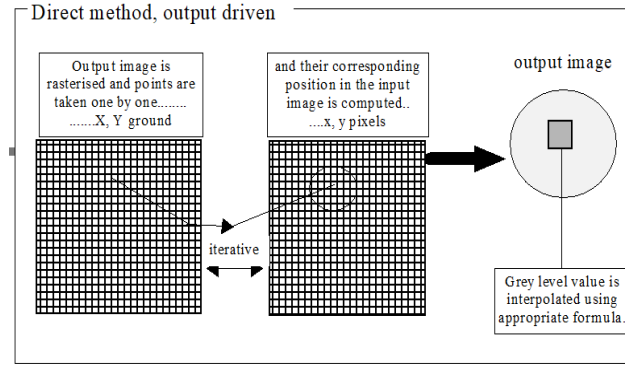 Direct method, output driven
Output image is
rasterised and points are
taken one by one........
.......X, Y ground
and their corresponding
position in the input
image is computed..
....x, y pixels
output image
iterative
Grey level value is
interpolated using
appropriate formula.